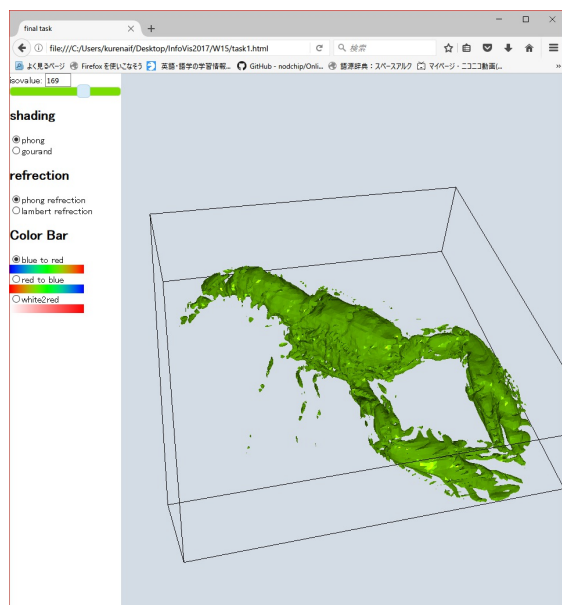 final task
file:///C:/Users/kurenaif/Desktop/InfoVis2017/W15/task1.html
検索
よく見るページ Firefox を使いこなそう 英語・語学の学習情報... GitHub - nodchip/Onli... 語源辞典：スペースアルク マイページ - ニコニコ動画(...
isovalue: 169
shading
phong
gourand
refrection
phong refrection
lambert refrection
Color Bar
blue to red
red to blue
white2red